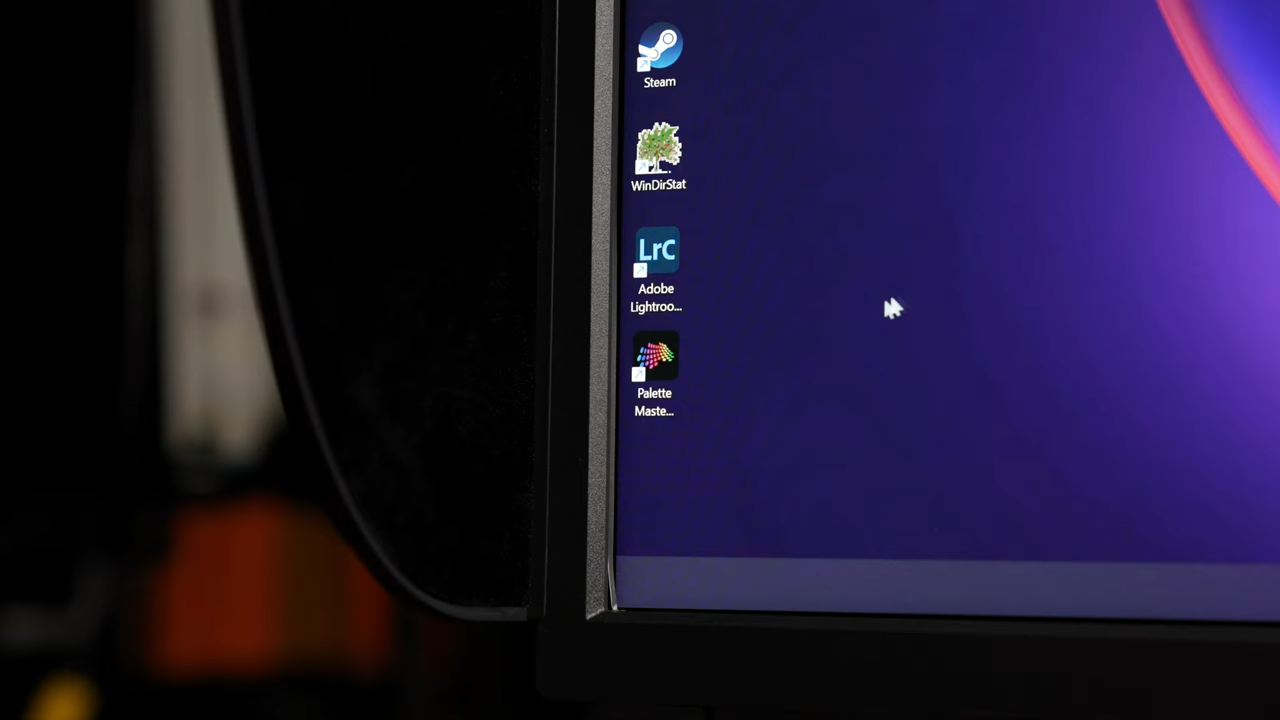 Steam
WinDirStat
LrC
Adobe
Lightroo...
Palette
Maste...